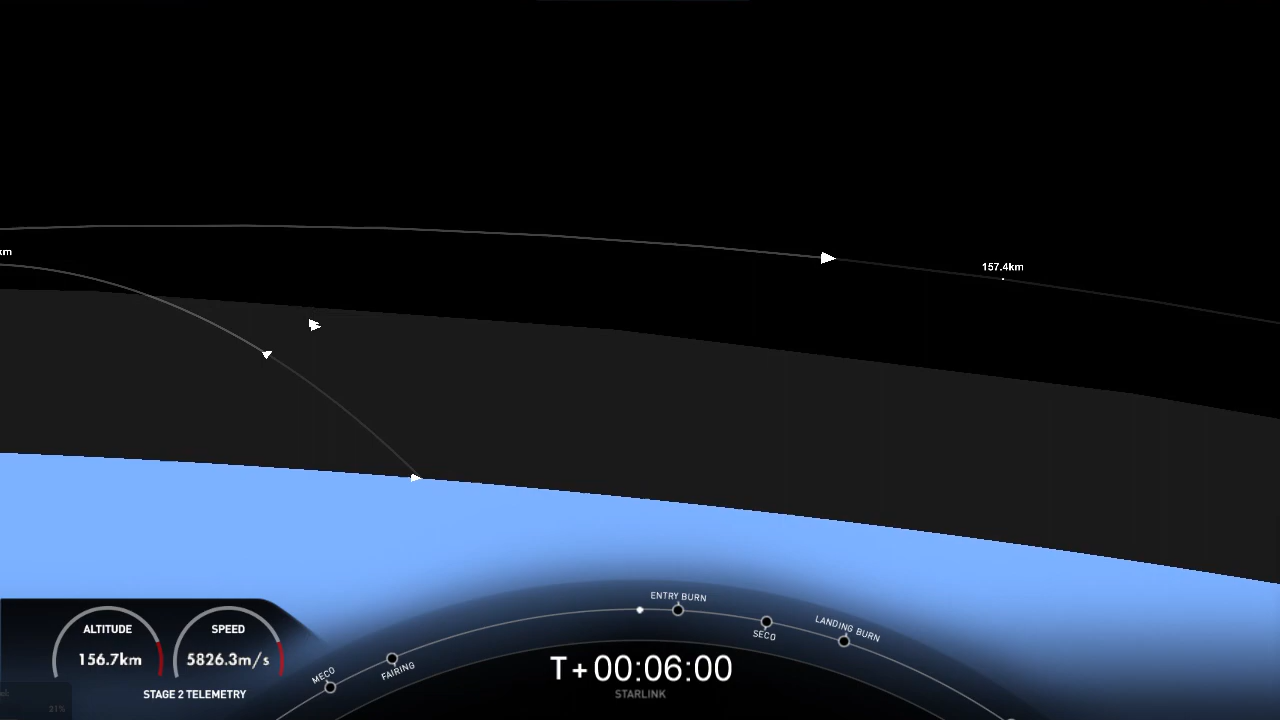 km
157.4km
ENTRY BURN
LANDING BURN
SECO
MECO
FAIRING
ALTITUDE
156.7km
SPEED
5826.3m/s
STAGE 2 TELEMETRY
T+00:06:00
STARLINK
21%